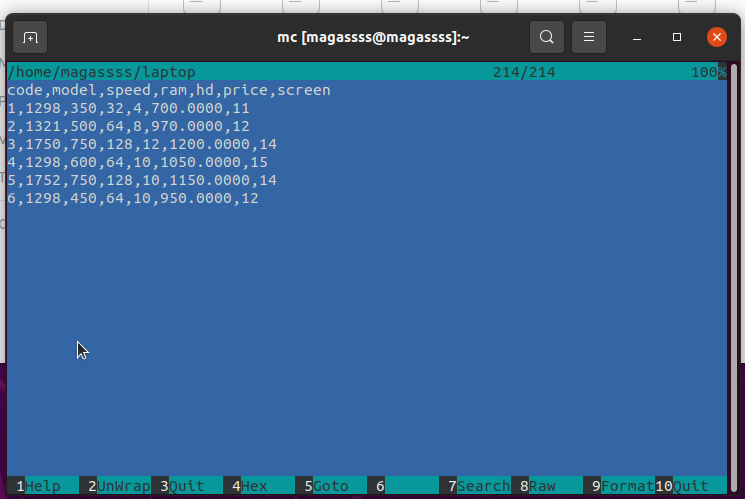 mc [magassss@magassss]:~
/home/magassss/laptop 214/214 100%
code,model,speed,ram,hd,price,screen
1,1298,350,32,4,700.0000,11
2,1321,500,64,8,970.0000,12
3,1750,750,128,12,1200.0000,14
4,1298,600,64,10,1050.0000,15
5,1752,750,128,10,1150.0000,14
6,1298,450,64,10,950.0000,12
1Help 2UnWrap 3Quit 4Hex 5Goto 6 7Search 8Raw 9Format 10Quit